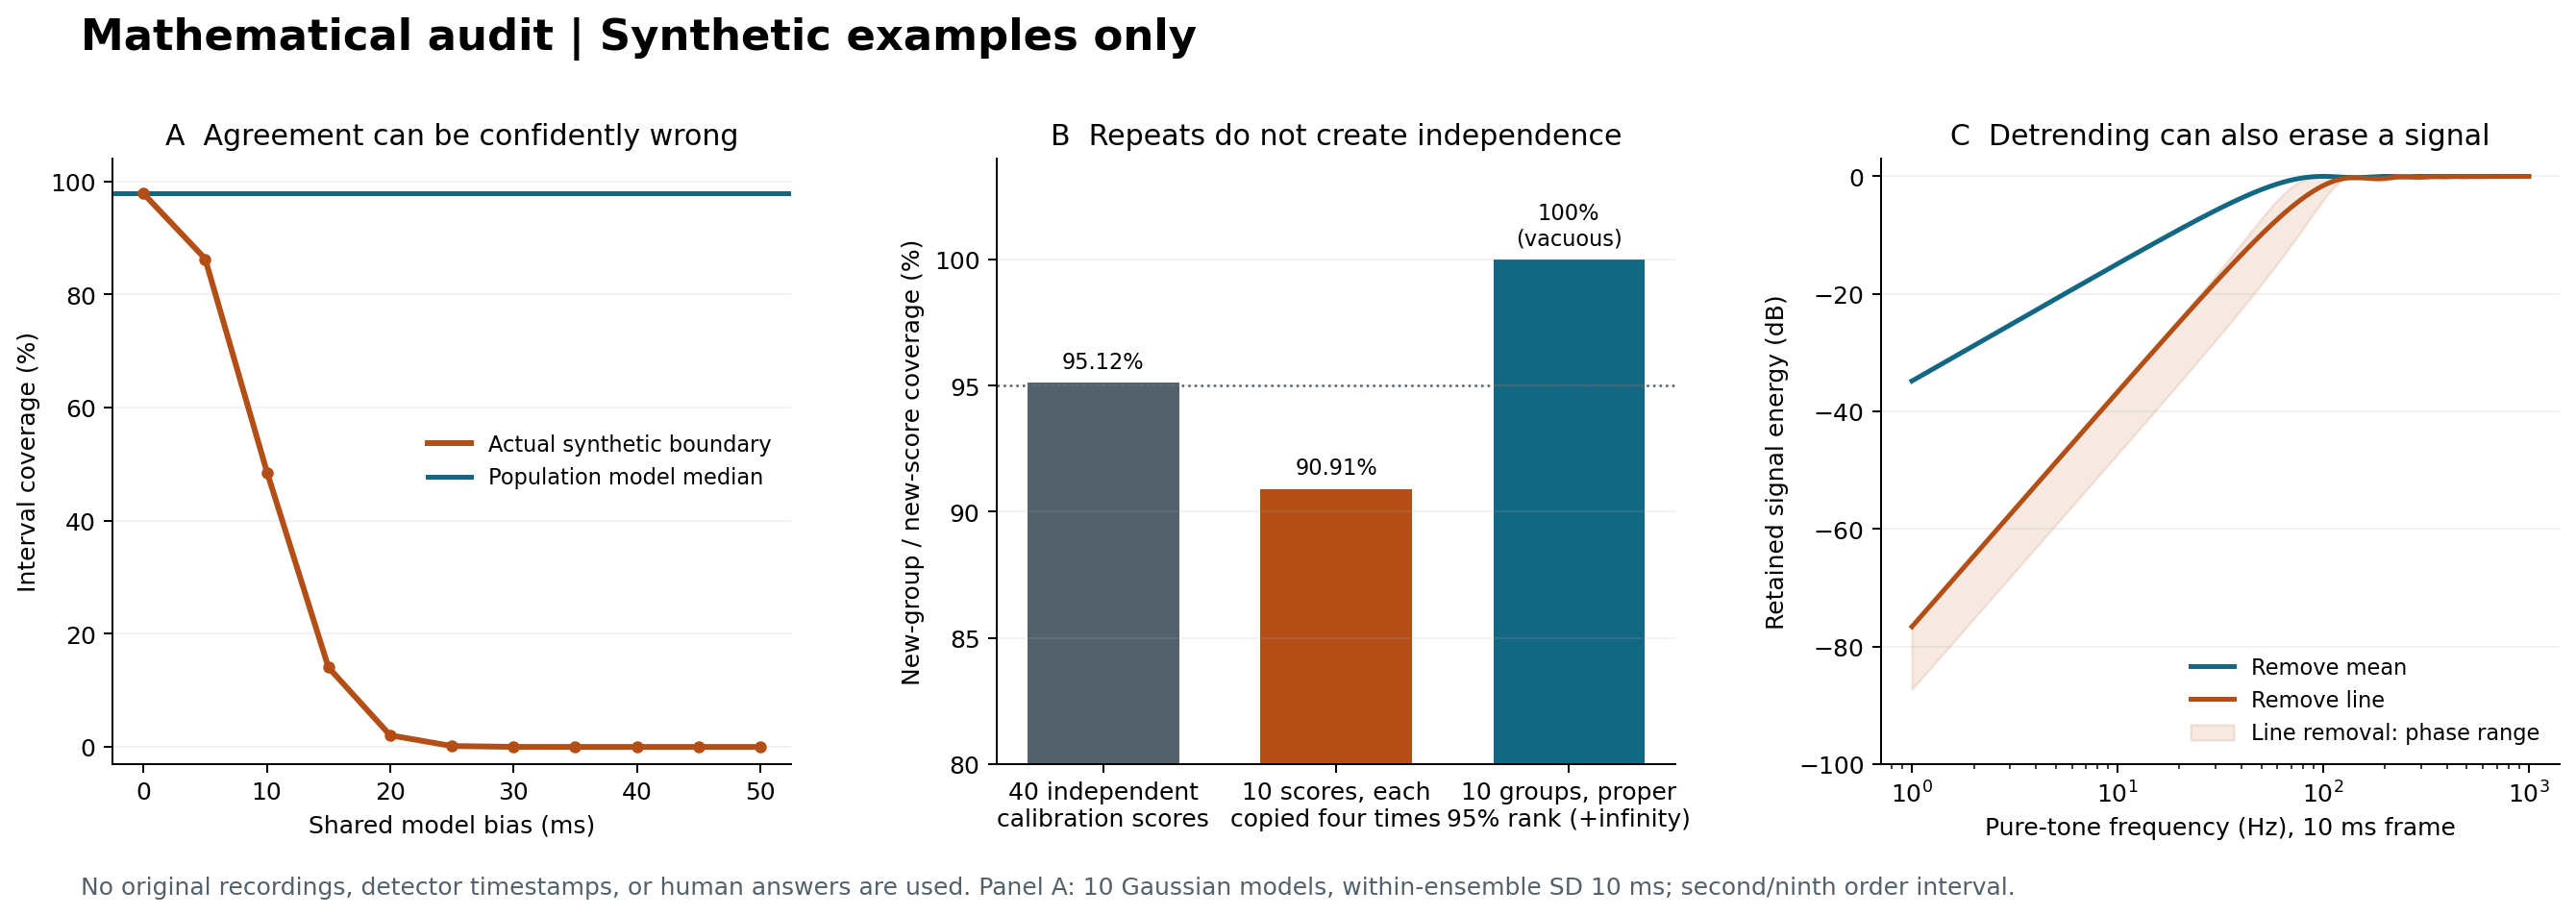 Mathematical audit | Synthetic examples only
A  Agreement can be confidently wrong
Interval coverage (%)
100
80
60
40
20
0
Actual synthetic boundary
Population model median
0 10 20 30 40 50
Shared model bias (ms)
B  Repeats do not create independence
New-group / new-score coverage (%)
100
95
90
85
80
95.12%
90.91%
100%
(vacuous)
40 independent
calibration scores
10 scores, each
copied four times
10 groups, proper
95% rank (+infinity)
C  Detrending can also erase a signal
Retained signal energy (dB)
0
−20
−40
−60
−80
−100
Remove mean
Remove line
Line removal: phase range
10⁰ 10¹ 10² 10³
Pure-tone frequency (Hz), 10 ms frame
No original recordings, detector timestamps, or human answers are used. Panel A: 10 Gaussian models, within-ensemble SD 10 ms; second/ninth order interval.